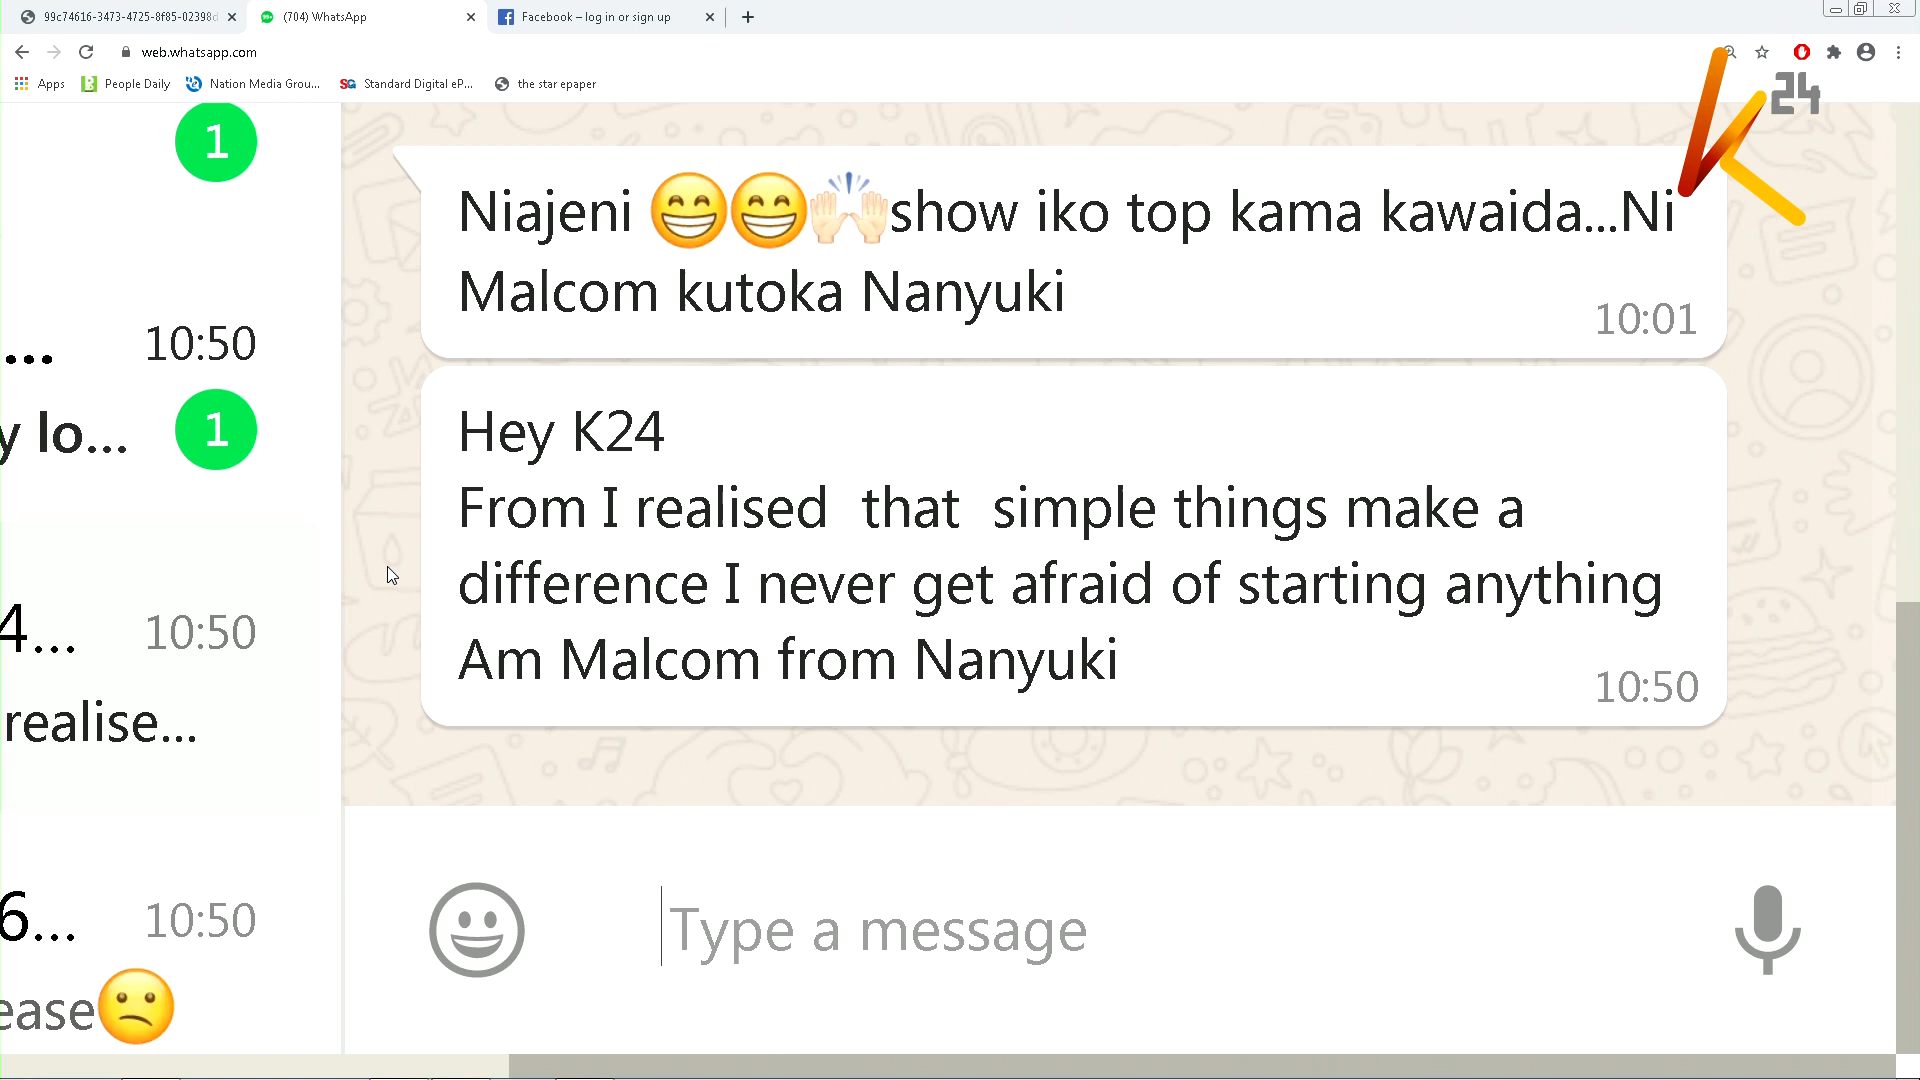 99c74616-3473-4725-8f85-02398d
(704) WhatsApp
Facebook – log in or sign up
web.whatsapp.com
Apps
People Daily
Nation Media Grou...
Standard Digital eP...
the star epaper
24
1
Niajeni 😁😁🙌🏻show iko top kama kawaida...Ni
Malcom kutoka Nanyuki
10:01
... 10:50
y lo... 1
Hey K24
From I realised  that  simple things make a
difference I never get afraid of starting anything
Am Malcom from Nanyuki
10:50
4... 10:50
realise...
6... 10:50
ease😕
Type a message